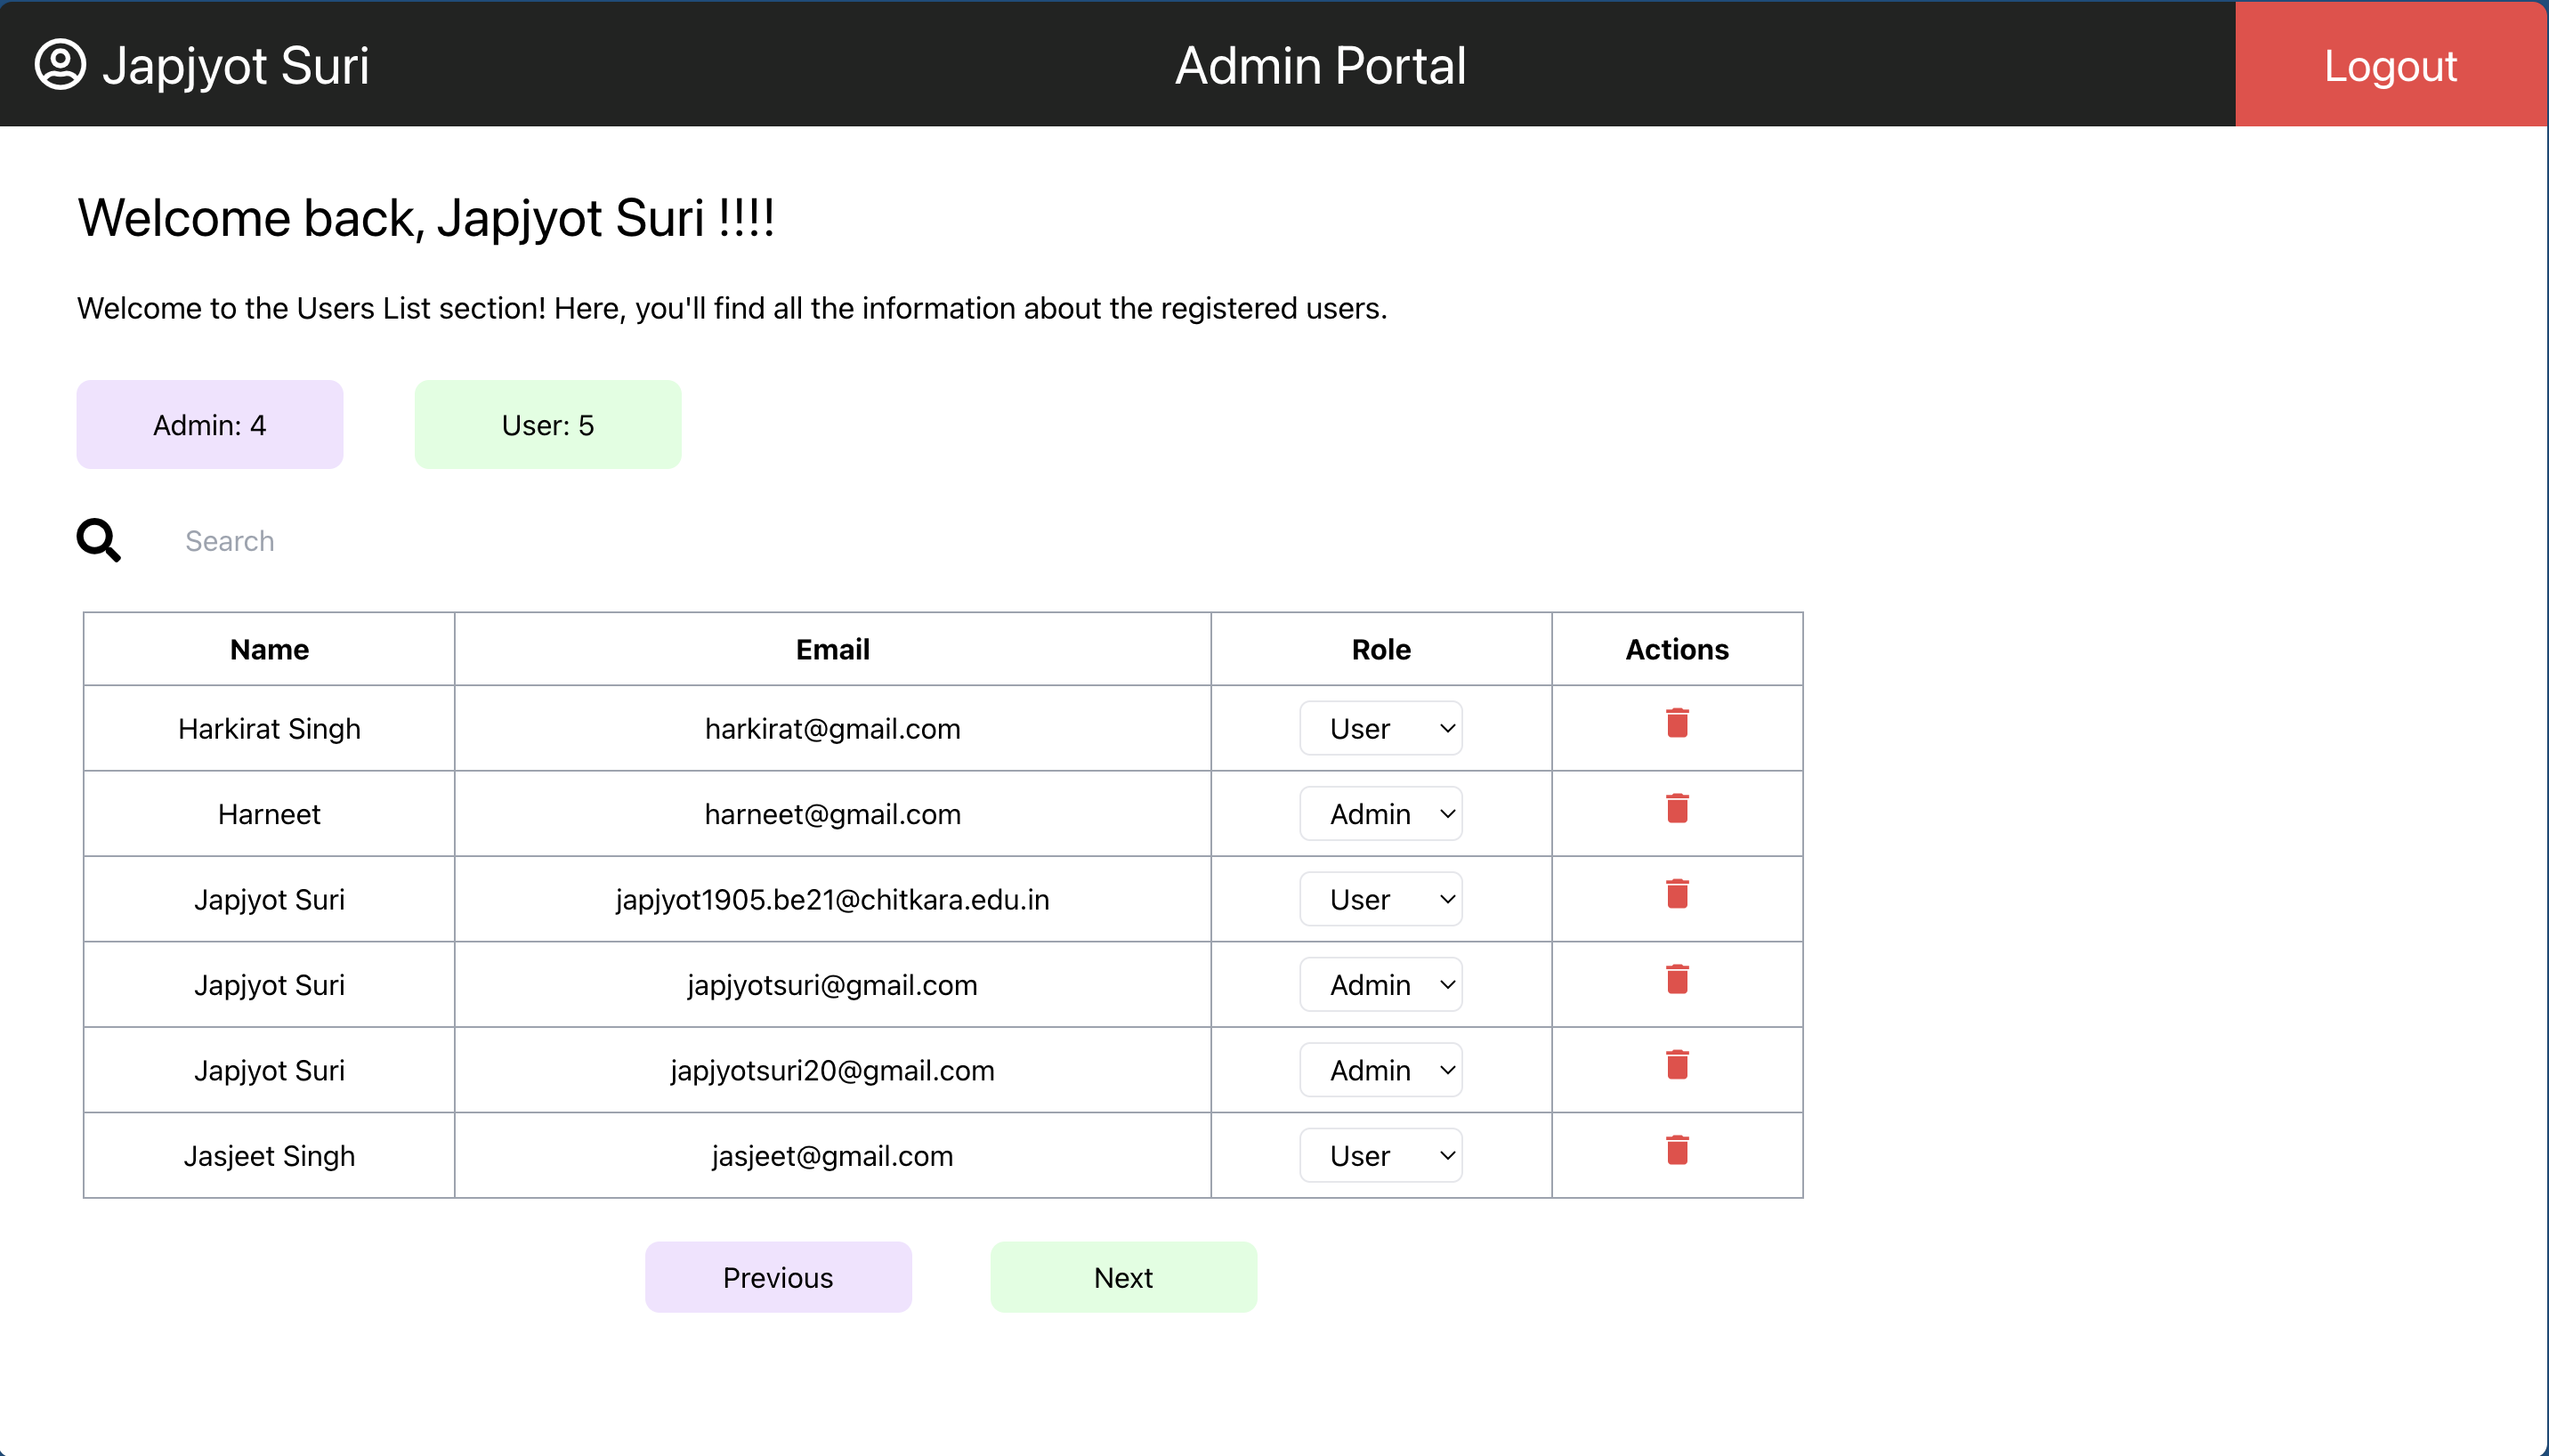 Japjyot Suri Admin Portal Logout
Welcome back, Japjyot Suri !!!!
Welcome to the Users List section! Here, you'll find all the information about the registered users.
Admin: 4 User: 5
Search
Name Email Role Actions
Harkirat Singh harkirat@gmail.com User
Harneet harneet@gmail.com Admin
Japjyot Suri japjyot1905.be21@chitkara.edu.in User
Japjyot Suri japjyotsuri@gmail.com Admin
Japjyot Suri japjyotsuri20@gmail.com Admin
Jasjeet Singh jasjeet@gmail.com User
Previous Next